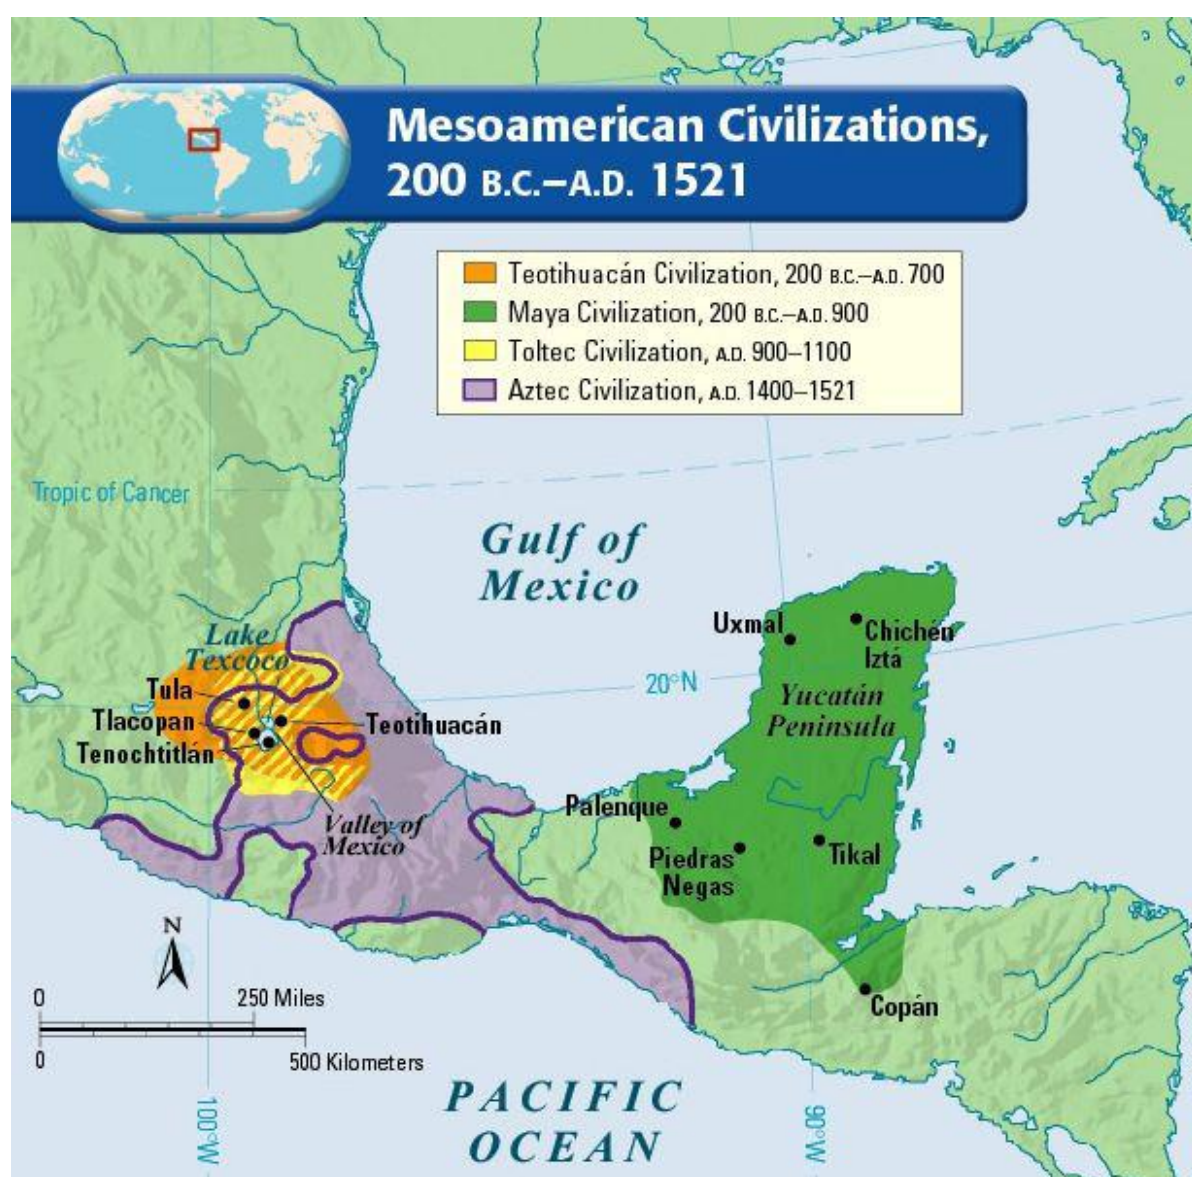 Mesoamerican Civilizations,
200 B.C.–A.D. 1521
Teotihuacán Civilization, 200 B.C.–A.D. 700
Maya Civilization, 200 B.C.–A.D. 900
Toltec Civilization, A.D. 900–1100
Aztec Civilization, A.D. 1400–1521
Tropic of Cancer
Gulf of
Mexico
Uxmal
Chichén
Iztá
Lake
Texcoco
20°N
Yucatán
Peninsula
Tula
Tlacopan
Teotihuacán
Tenochtitlán
Palenque
Valley of
Mexico
Piedras
Negas
Tikal
N
0
250 Miles
Copán
0
500 Kilometers
PACIFIC
OCEAN
100°W
90°W